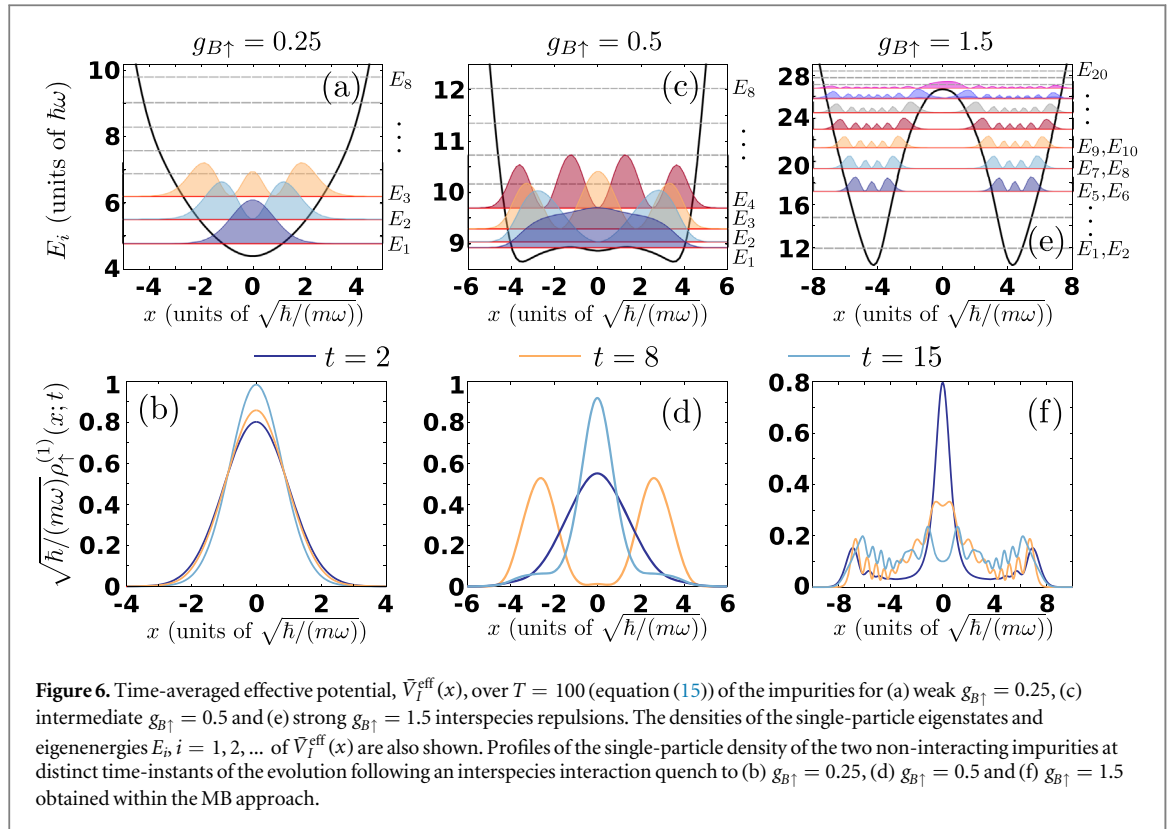 g_{B↑} = 0.25
g_{B↑} = 0.5
g_{B↑} = 1.5
E_i (units of ħω)
10
8
6
4
(a)
E_8
⋮
E_3
E_2
E_1
-4 -2 0 2 4
x (units of √ħ/(mω))
12
11
10
9
(c)
E_8
⋮
E_4
E_3
E_2
E_1
-6 -4 -2 0 2 4 6
x (units of √ħ/(mω))
28
24
20
16
12
(e)
E_20
⋮
E_9,E_10
E_7,E_8
E_5,E_6
⋮
E_1,E_2
-8 -4 0 4 8
x (units of √ħ/(mω))
t = 2
t = 8
t = 15
√ħ/(mω)ρ_↑^{(1)}(x;t)
1
0.8
0.6
0.4
0.2
0
(b)
-4 -2 0 2 4
x (units of √ħ/(mω))
1
0.8
0.6
0.4
0.2
0
(d)
-6 -4 -2 0 2 4 6
x (units of √ħ/(mω))
0.8
0.6
0.4
0.2
0
(f)
-8 -4 0 4 8
x (units of √ħ/(mω))
Figure 6. Time-averaged effective potential, V̄_I^{eff}(x), over T = 100 (equation (15)) of the impurities for (a) weak g_{B↑} = 0.25, (c)
intermediate g_{B↑} = 0.5 and (e) strong g_{B↑} = 1.5 interspecies repulsions. The densities of the single-particle eigenstates and
eigenenergies E_i, i = 1, 2, ... of V̄_I^{eff}(x) are also shown. Profiles of the single-particle density of the two non-interacting impurities at
distinct time-instants of the evolution following an interspecies interaction quench to (b) g_{B↑} = 0.25, (d) g_{B↑} = 0.5 and (f) g_{B↑} = 1.5
obtained within the MB approach.